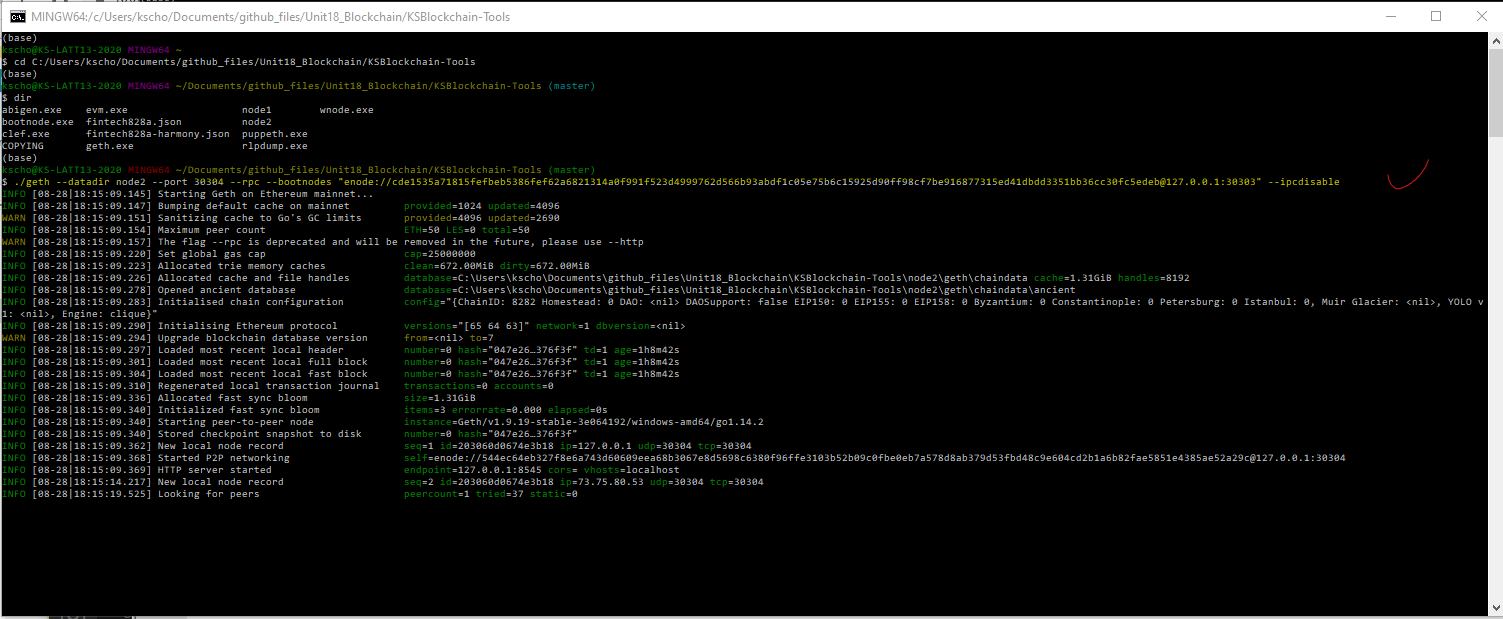 MINGW64:/c/Users/kscho/Documents/github_files/Unit18_Blockchain/KSBlockchain-Tools
(base)
kscho@KS-LATT13-2020 MINGW64 ~
$ cd C:/Users/kscho/Documents/github_files/Unit18_Blockchain/KSBlockchain-Tools
(base)
kscho@KS-LATT13-2020 MINGW64 ~/Documents/github_files/Unit18_Blockchain/KSBlockchain-Tools (master)
$ dir
abigen.exe    evm.exe                   node1         wnode.exe
bootnode.exe  fintech828a.json          node2
clef.exe      fintech828a-harmony.json  puppeth.exe
COPYING       geth.exe                  rlpdump.exe
(base)
kscho@KS-LATT13-2020 MINGW64 ~/Documents/github_files/Unit18_Blockchain/KSBlockchain-Tools (master)
$ ./geth --datadir node2 --port 30304 --rpc --bootnodes "enode://cde1535a71815fefbeb5386fef62a6821314a0f991f523d4999762d566b93abdf1c05e75b6c15925d90ff98cf7be916877315ed41dbdd3351bb36cc30fc5edeb@127.0.0.1:30303" --ipcdisable
INFO [08-28|18:15:09.145] Starting Geth on Ethereum mainnet...
INFO [08-28|18:15:09.147] Bumping default cache on mainnet         provided=1024 updated=4096
WARN [08-28|18:15:09.151] Sanitizing cache to Go's GC limits       provided=4096 updated=2690
INFO [08-28|18:15:09.154] Maximum peer count                       ETH=50 LES=0 total=50
WARN [08-28|18:15:09.157] The flag --rpc is deprecated and will be removed in the future, please use --http
INFO [08-28|18:15:09.220] Set global gas cap                       cap=25000000
INFO [08-28|18:15:09.223] Allocated trie memory caches             clean=672.00MiB dirty=672.00MiB
INFO [08-28|18:15:09.226] Allocated cache and file handles         database=C:\Users\kscho\Documents\github_files\Unit18_Blockchain\KSBlockchain-Tools\node2\geth\chaindata cache=1.31GiB handles=8192
INFO [08-28|18:15:09.278] Opened ancient database                  database=C:\Users\kscho\Documents\github_files\Unit18_Blockchain\KSBlockchain-Tools\node2\geth\chaindata\ancient
INFO [08-28|18:15:09.283] Initialised chain configuration          config="{ChainID: 8282 Homestead: 0 DAO: <nil> DAOSupport: false EIP150: 0 EIP155: 0 EIP158: 0 Byzantium: 0 Constantinople: 0 Petersburg: 0 Istanbul: 0, Muir Glacier: <nil>, YOLO v
1: <nil>, Engine: clique}"
INFO [08-28|18:15:09.290] Initialising Ethereum protocol           versions="[65 64 63]" network=1 dbversion=<nil>
WARN [08-28|18:15:09.294] Upgrade blockchain database version      from=<nil> to=7
INFO [08-28|18:15:09.297] Loaded most recent local header          number=0 hash="047e26…376f3f" td=1 age=1h8m42s
INFO [08-28|18:15:09.301] Loaded most recent local full block      number=0 hash="047e26…376f3f" td=1 age=1h8m42s
INFO [08-28|18:15:09.304] Loaded most recent local fast block      number=0 hash="047e26…376f3f" td=1 age=1h8m42s
INFO [08-28|18:15:09.310] Regenerated local transaction journal    transactions=0 accounts=0
INFO [08-28|18:15:09.336] Allocated fast sync bloom                size=1.31GiB
INFO [08-28|18:15:09.340] Initialized fast sync bloom              items=3 errorrate=0.000 elapsed=0s
INFO [08-28|18:15:09.340] Starting peer-to-peer node               instance=Geth/v1.9.19-stable-3e064192/windows-amd64/go1.14.2
INFO [08-28|18:15:09.340] Stored checkpoint snapshot to disk       number=0 hash="047e26…376f3f"
INFO [08-28|18:15:09.362] New local node record                    seq=1 id=203060d0674e3b18 ip=127.0.0.1 udp=30304 tcp=30304
INFO [08-28|18:15:09.368] Started P2P networking                   self=enode://544ec64eb327f8e6a743d60609eea68b3067e8d5698c6380f96ffe3103b52b09c0fbe0eb7a578d8ab379d53fbd48c9e604cd2b1a6b82fae5851e4385ae52a29c@127.0.0.1:30304
INFO [08-28|18:15:09.369] HTTP server started                      endpoint=127.0.0.1:8545 cors= vhosts=localhost
INFO [08-28|18:15:14.217] New local node record                    seq=2 id=203060d0674e3b18 ip=73.75.80.53 udp=30304 tcp=30304
INFO [08-28|18:15:19.525] Looking for peers                        peercount=1 tried=37 static=0